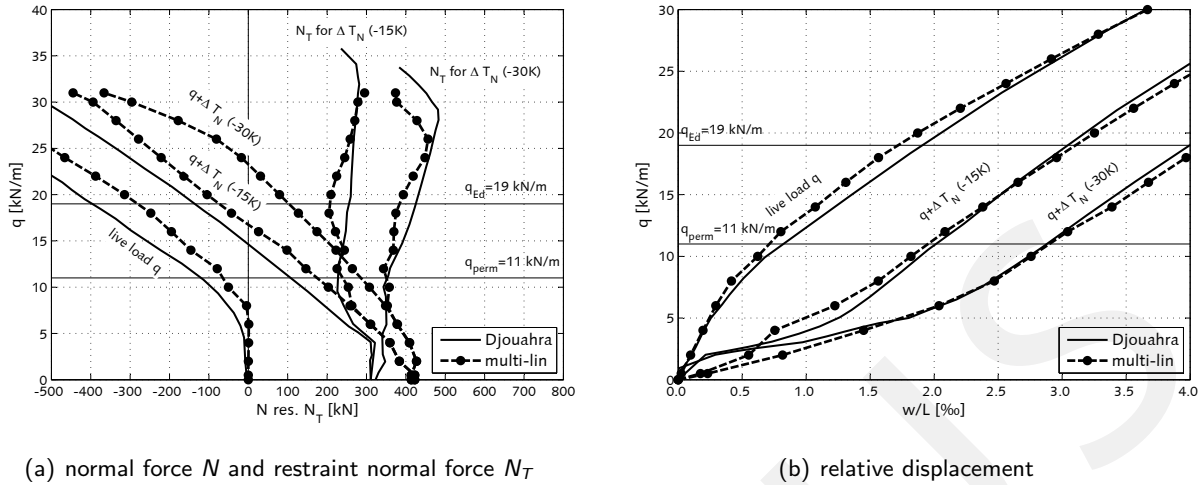 40
35
30
25
20
15
10
5
0
q [kN/m]
-500 -400 -300 -200 -100 0 100 200 300 400 500 600 700 800
N res. N_T [kN]
N_T for Δ T_N (-15K)
N_T for Δ T_N (-30K)
q+Δ T_N (-30K)
q+Δ T_N (-15K)
live load q
q_Ed=19 kN/m
q_perm=11 kN/m
Djouahra
multi-lin
(a) normal force N and restraint normal force N_T
30
25
20
15
10
5
0
q [kN/m]
0 0.5 1.0 1.5 2.0 2.5 3.0 3.5 4.0
w/L [‰]
q_Ed=19 kN/m
live load q
q+Δ T_N (-15K)
q+Δ T_N (-30K)
q_perm=11 kN/m
Djouahra
multi-lin
(b) relative displacement